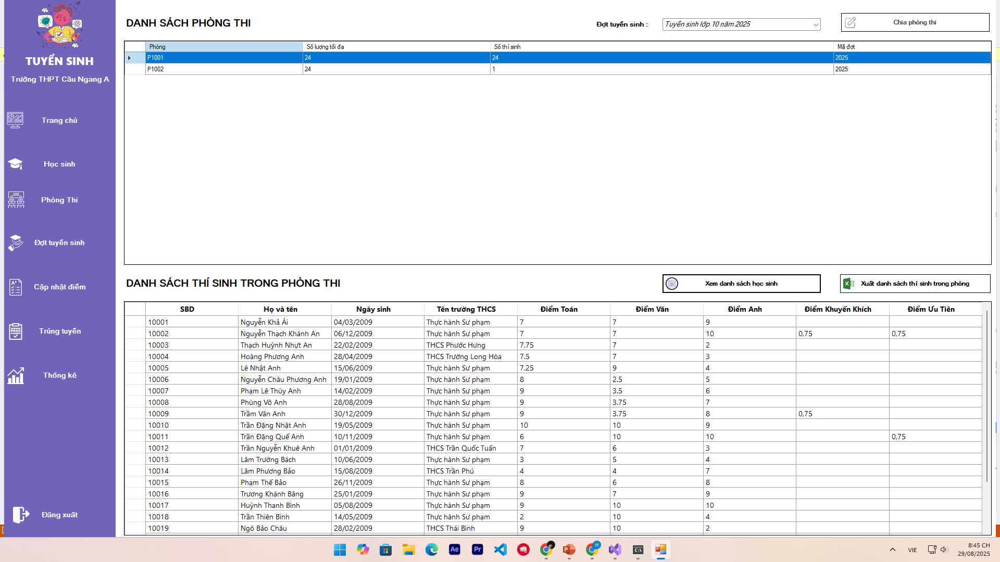 TUYỂN SINH
Trường THPT Cầu Ngang A
Trang chủ
Học sinh
Phòng Thi
Đợt tuyển sinh
Cập nhật điểm
Trúng tuyển
Thống kê
Đăng xuất
DANH SÁCH PHÒNG THI
Đợt tuyển sinh :
Tuyển sinh lớp 10 năm 2025
Chia phòng thi
Phòng Số lượng tối đa Số thí sinh Mã đợt
P1001 24 24 2025
P1002 24 1 2025
DANH SÁCH THÍ SINH TRONG PHÒNG THI
Xem danh sách học sinh
Xuất danh sách thí sinh trong phòng
SBD Họ và tên Ngày sinh Tên trường THCS Điểm Toán Điểm Văn Điểm Anh Điểm Khuyến Khích Điểm Ưu Tiên
10001 Nguyễn Khả Ái 04/03/2009 Thực hành Sư phạm 7 7 9
10002 Nguyễn Thạch Khánh An 06/12/2009 Thực hành Sư phạm 7 7 10 0,75 0,75
10003 Thạch Huỳnh Nhựt An 22/02/2009 THCS Phước Hưng 7.75 7 2
10004 Hoàng Phương Anh 28/04/2009 THCS Trường Long Hòa 7.5 7 3
10005 Lê Nhật Anh 15/06/2009 Thực hành Sư phạm 7.25 9 4
10006 Nguyễn Châu Phương Anh 19/01/2009 Thực hành Sư phạm 8 2.5 5
10007 Phạm Lê Thùy Anh 14/02/2009 Thực hành Sư phạm 9 3.5 6
10008 Phùng Võ Anh 28/08/2009 Thực hành Sư phạm 9 3.75 7
10009 Trầm Vân Anh 30/12/2009 Thực hành Sư phạm 9 3.75 8 0,75
10010 Trần Đặng Nhật Anh 19/05/2009 Thực hành Sư phạm 10 10 9
10011 Trần Đặng Quế Anh 10/11/2009 Thực hành Sư phạm 6 10 10 0,75
10012 Trần Nguyễn Khuê Anh 01/01/2009 THCS Trần Quốc Tuấn 7 6 3
10013 Lâm Trường Bách 10/06/2009 Thực hành Sư phạm 3 5 4
10014 Lâm Phương Bảo 15/08/2009 THCS Trần Phú 4 4 7
10015 Phạm Thế Bảo 26/11/2009 Thực hành Sư phạm 8 6 8
10016 Trương Khánh Băng 25/01/2009 Thực hành Sư phạm 9 7 9
10017 Huỳnh Thanh Bình 05/08/2009 Thực hành Sư phạm 9 10 10
10018 Trần Thiên Bình 14/05/2009 Thực hành Sư phạm 2 10 4
10019 Ngô Bảo Châu 28/02/2009 THCS Thái Bình 9 10 2
Ae
Pr
H
C:\
VIE
8:45 CH
29/08/2025